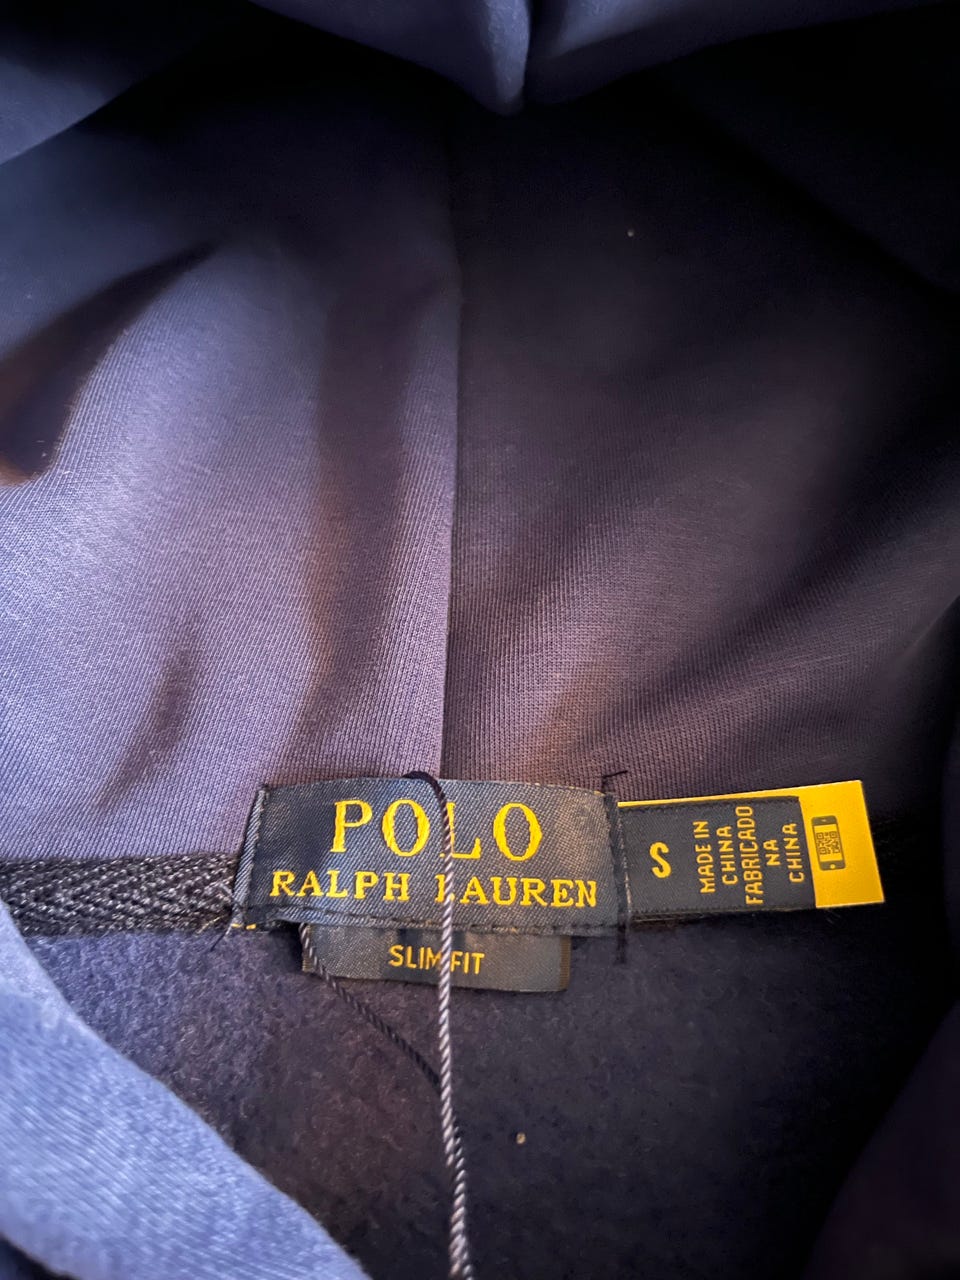 POLO
RALPH LAUREN
SLIM FIT
S
MADE IN
CHINA
FABRICADO
NA
CHINA